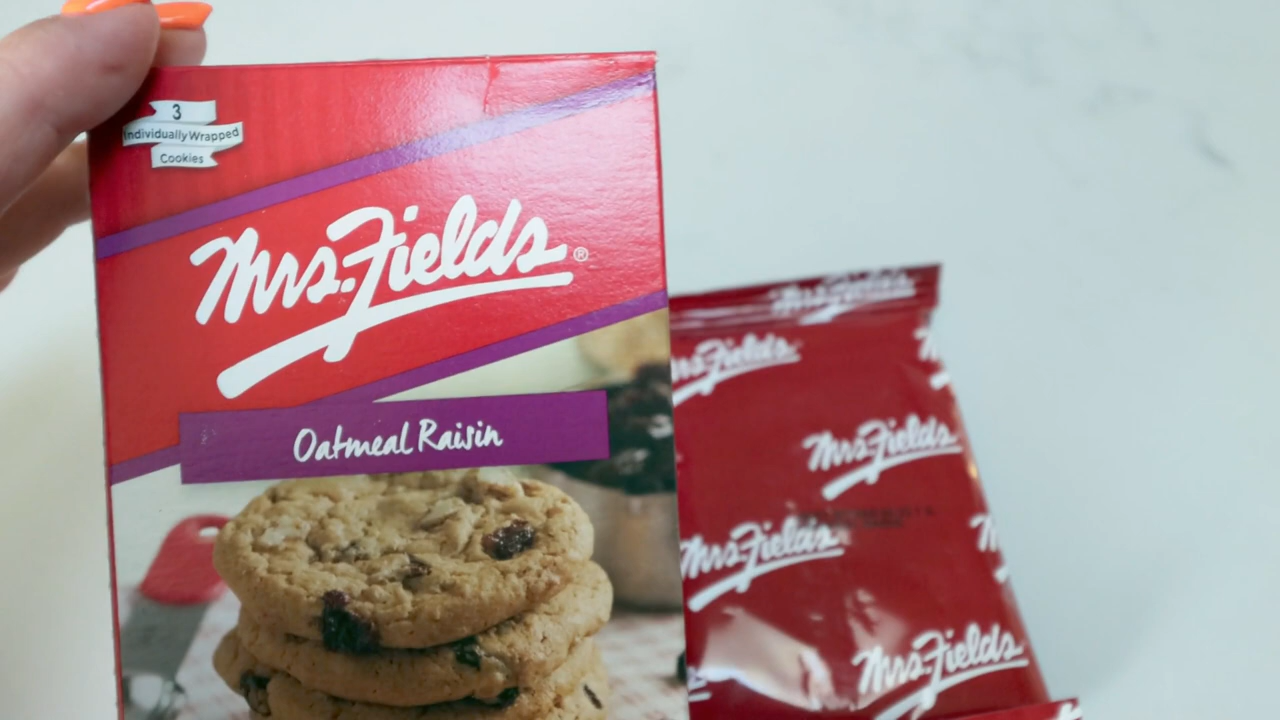 3
Individually Wrapped
Cookies
Mrs. Fields®
Oatmeal Raisin
Mrs. Fields
Mrs. Fields
Mrs. Fields
Mrs. Fields
Mrs. Fields